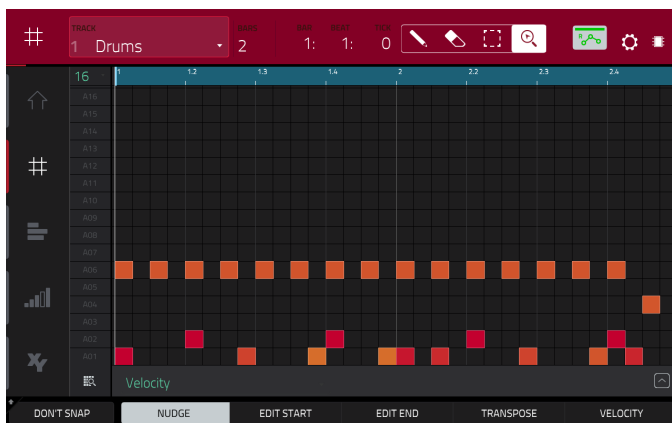 TRACK BARS BAR BEAT TICK
1 Drums 2 1: 1: 0
16 1 1.2 1.3 1.4 2 2.2 2.3 2.4
A16
A15
A14
A13
A12
A11
A10
A09
A08
A07
A06
A05
A04
A03
A02
A01
XY
Velocity
DON'T SNAP NUDGE EDIT START EDIT END TRANSPOSE VELOCITY